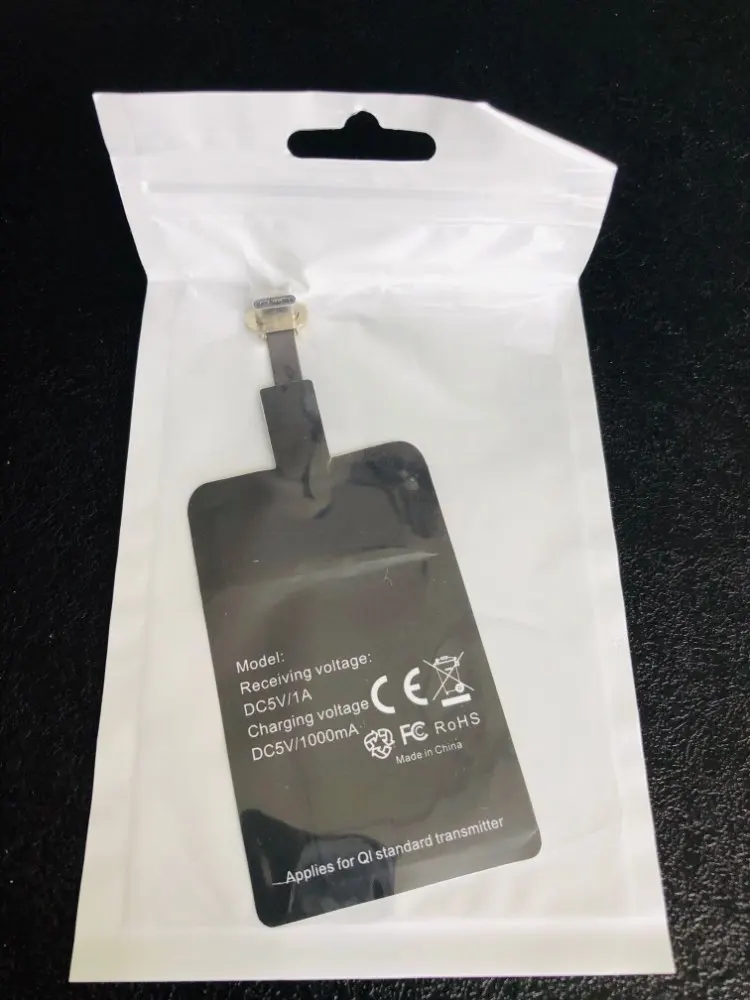 Model:
Receiving voltage:
DC5V/1A
Charging voltage
DC5V/1000mA
CE
FC RoHS
Made in China
Applies for QI standard transmitter